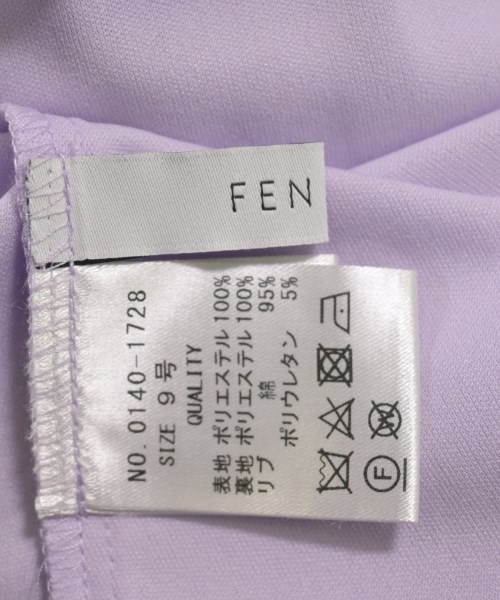 FEN
NO. 0140-1728
SIZE 9号
QUALITY
表地 ポリエステル 100%
裏地 ポリエステル 100%
リブ 綿 95%
ポリウレタン 5%
F